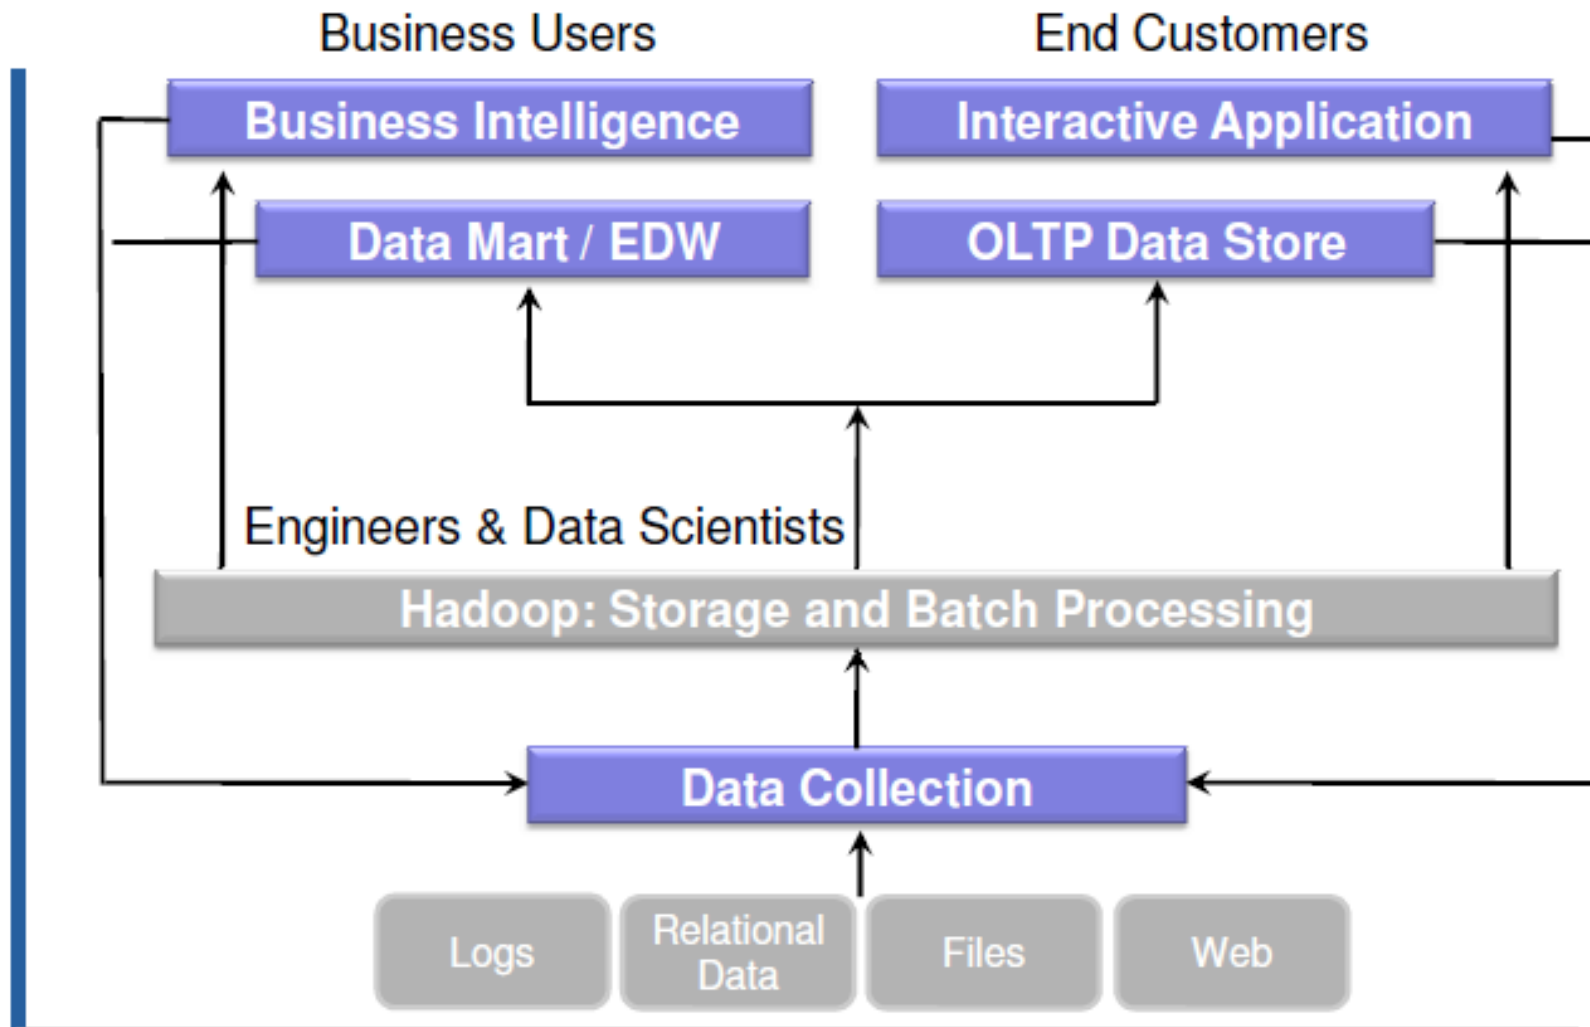 Business Users
End Customers
Business Intelligence
Interactive Application
Data Mart / EDW
OLTP Data Store
Engineers & Data Scientists
Hadoop: Storage and Batch Processing
Data Collection
Logs
Relational
Data
Files
Web